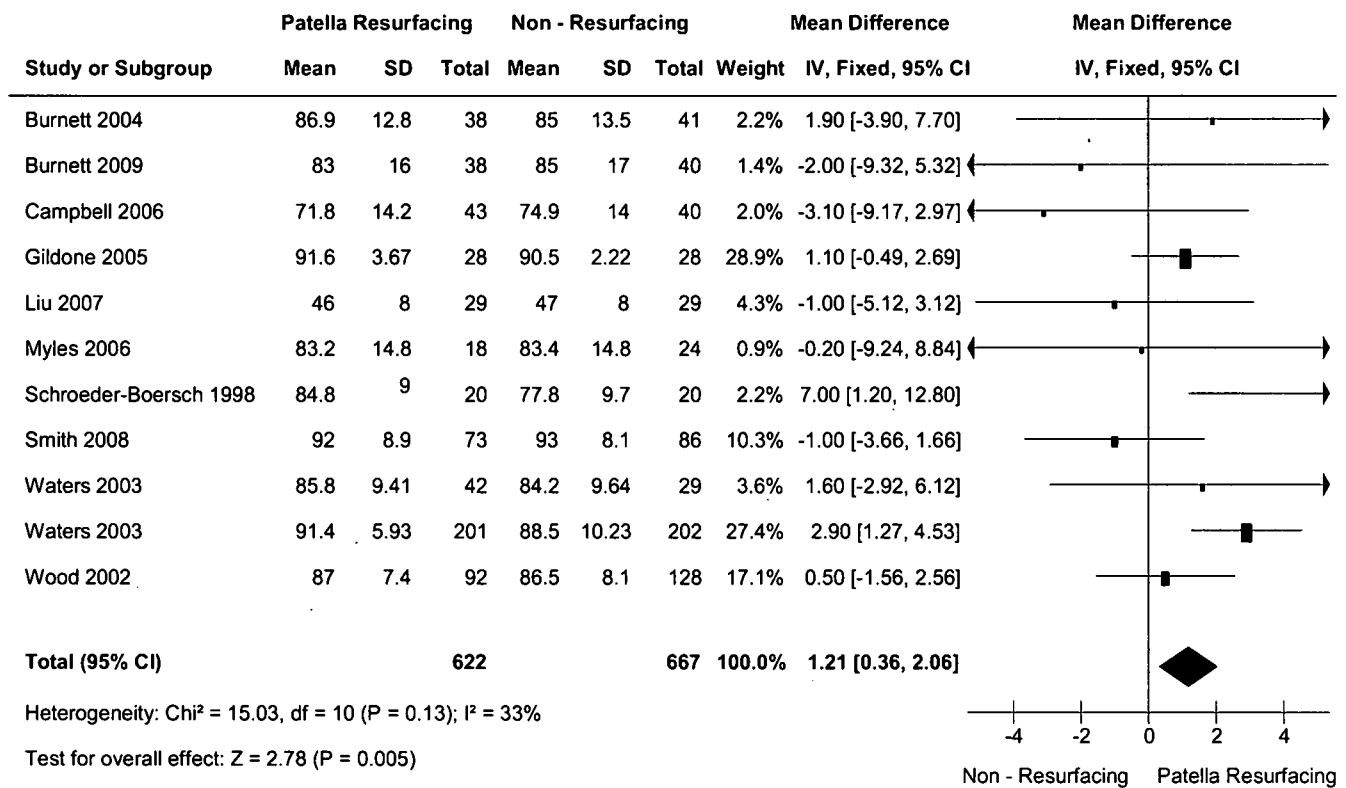 Patella Resurfacing Non - Resurfacing Mean Difference Mean Difference
Study or Subgroup Mean SD Total Mean SD Total Weight IV, Fixed, 95% CI IV, Fixed, 95% CI
Burnett 2004 86.9 12.8 38 85 13.5 41 2.2% 1.90 [-3.90, 7.70]
Burnett 2009 83 16 38 85 17 40 1.4% -2.00 [-9.32, 5.32]
Campbell 2006 71.8 14.2 43 74.9 14 40 2.0% -3.10 [-9.17, 2.97]
Gildone 2005 91.6 3.67 28 90.5 2.22 28 28.9% 1.10 [-0.49, 2.69]
Liu 2007 46 8 29 47 8 29 4.3% -1.00 [-5.12, 3.12]
Myles 2006 83.2 14.8 18 83.4 14.8 24 0.9% -0.20 [-9.24, 8.84]
Schroeder-Boersch 1998 84.8 9 20 77.8 9.7 20 2.2% 7.00 [1.20, 12.80]
Smith 2008 92 8.9 73 93 8.1 86 10.3% -1.00 [-3.66, 1.66]
Waters 2003 85.8 9.41 42 84.2 9.64 29 3.6% 1.60 [-2.92, 6.12]
Waters 2003 91.4 5.93 201 88.5 10.23 202 27.4% 2.90 [1.27, 4.53]
Wood 2002 87 7.4 92 86.5 8.1 128 17.1% 0.50 [-1.56, 2.56]
Total (95% CI) 622 667 100.0% 1.21 [0.36, 2.06]
Heterogeneity: Chi² = 15.03, df = 10 (P = 0.13); I² = 33%
Test for overall effect: Z = 2.78 (P = 0.005)
-4 -2 0 2 4
Non - Resurfacing Patella Resurfacing